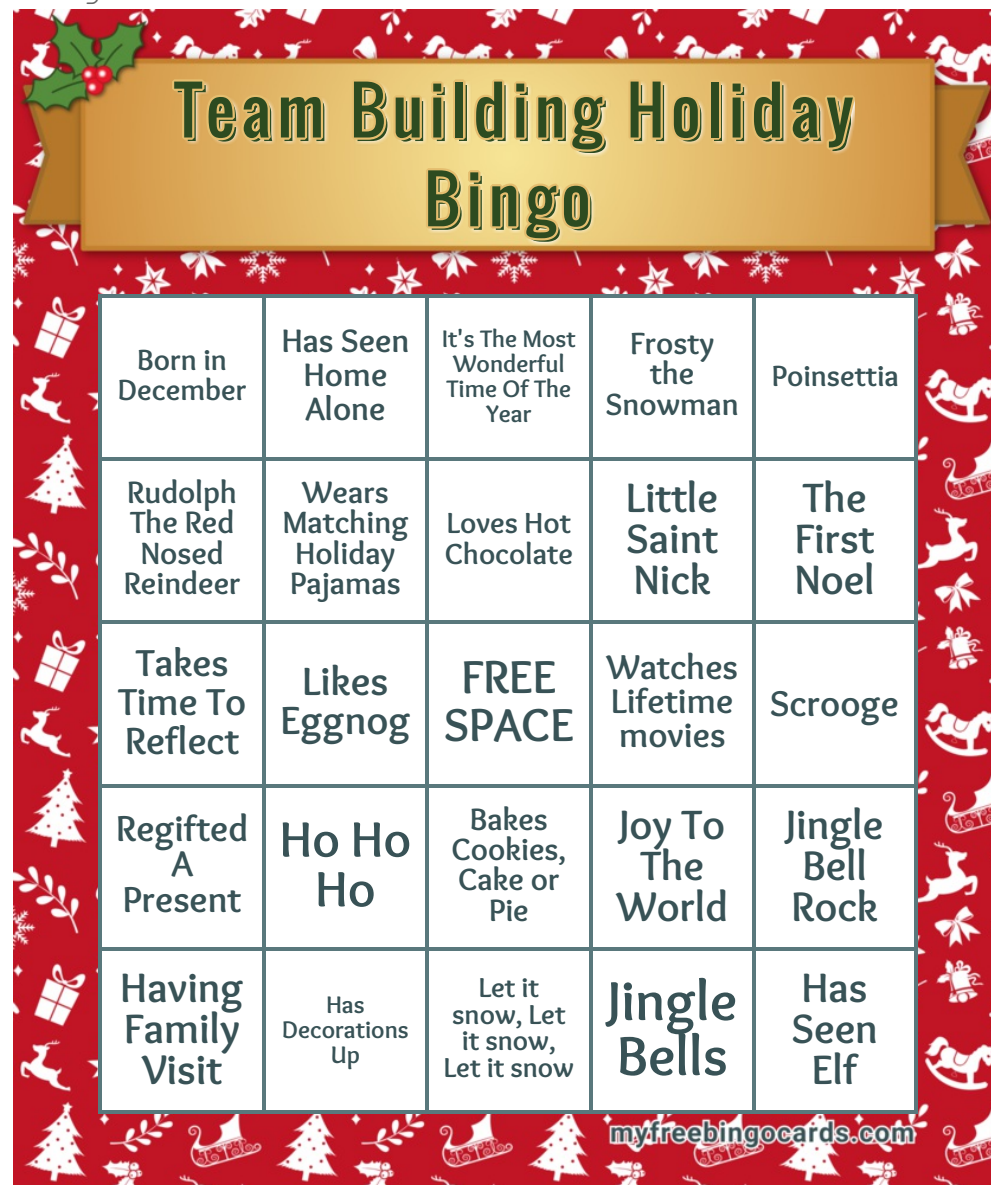 Team Building Holiday
Bingo
Born in
December
Has Seen
Home
Alone
It's The Most
Wonderful
Time Of The
Year
Frosty
the
Snowman
Poinsettia
Rudolph
The Red
Nosed
Reindeer
Wears
Matching
Holiday
Pajamas
Loves Hot
Chocolate
Little
Saint
Nick
The
First
Noel
Takes
Time To
Reflect
Likes
Eggnog
FREE
SPACE
Watches
Lifetime
movies
Scrooge
Regifted
A
Present
Ho Ho
Ho
Bakes
Cookies,
Cake or
Pie
Joy To
The
World
Jingle
Bell
Rock
Having
Family
Visit
Has
Decorations
Up
Let it
snow, Let
it snow,
Let it snow
Jingle
Bells
Has
Seen
Elf
myfreebingocards.com